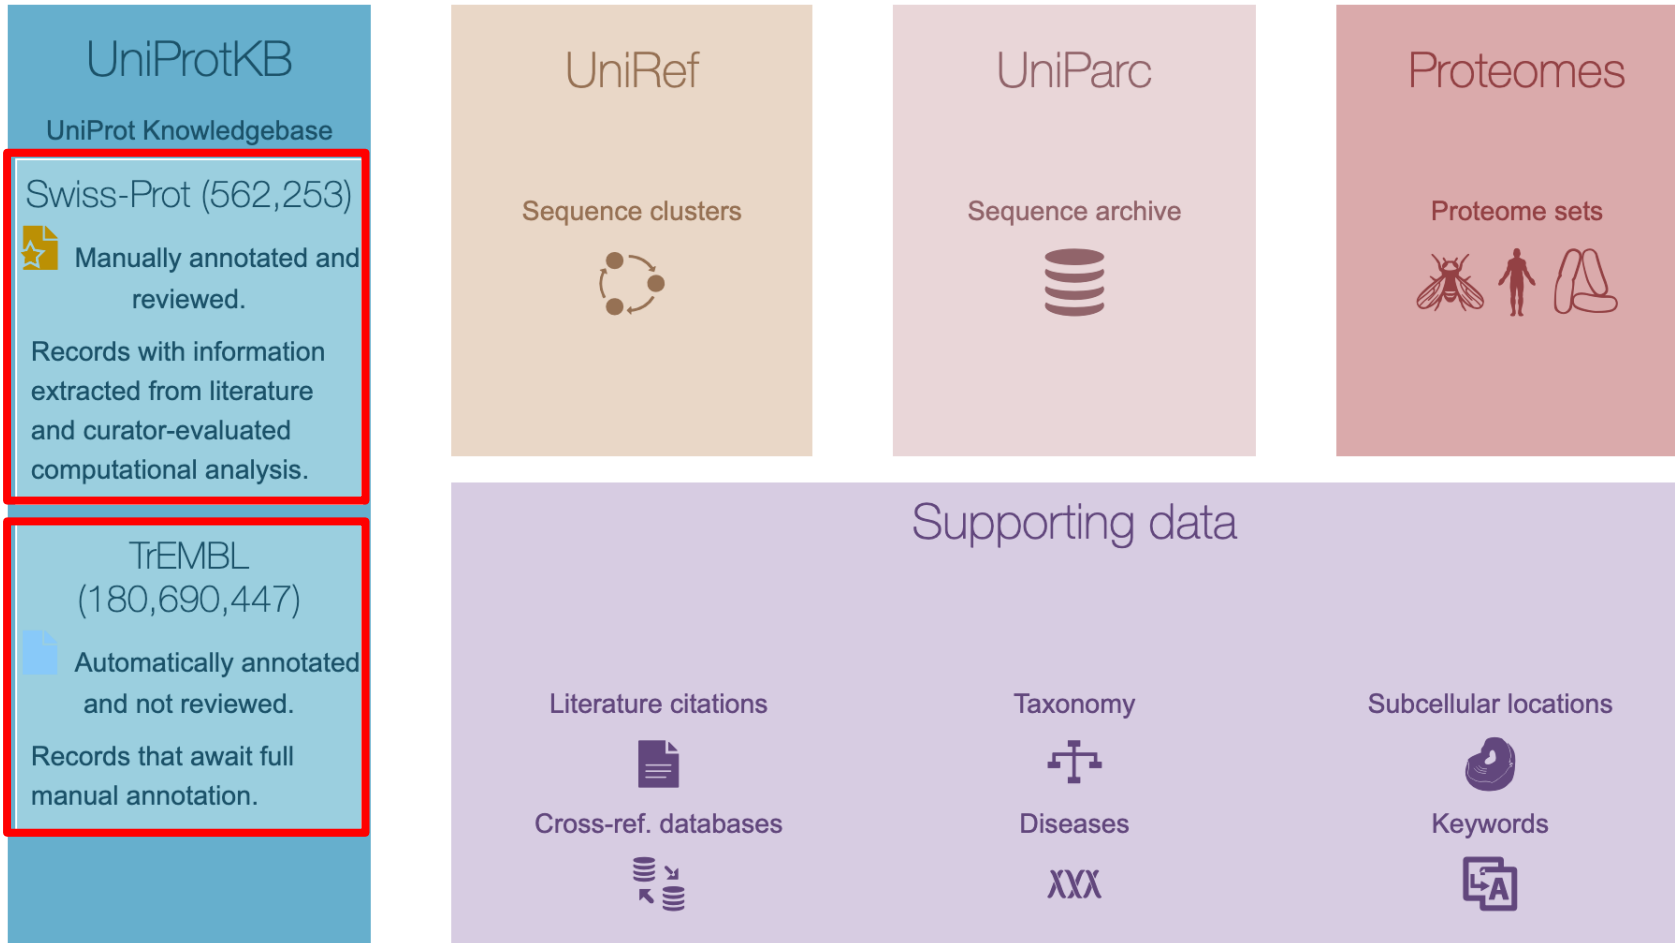 UniProtKB
UniProt Knowledgebase
Swiss-Prot (562,253)
Manually annotated and
reviewed.
Records with information
extracted from literature
and curator-evaluated
computational analysis.
TrEMBL
(180,690,447)
Automatically annotated
and not reviewed.
Records that await full
manual annotation.
UniRef
Sequence clusters
UniParc
Sequence archive
Proteomes
Proteome sets
Supporting data
Literature citations
Taxonomy
Subcellular locations
Cross-ref. databases
Diseases
Keywords
A